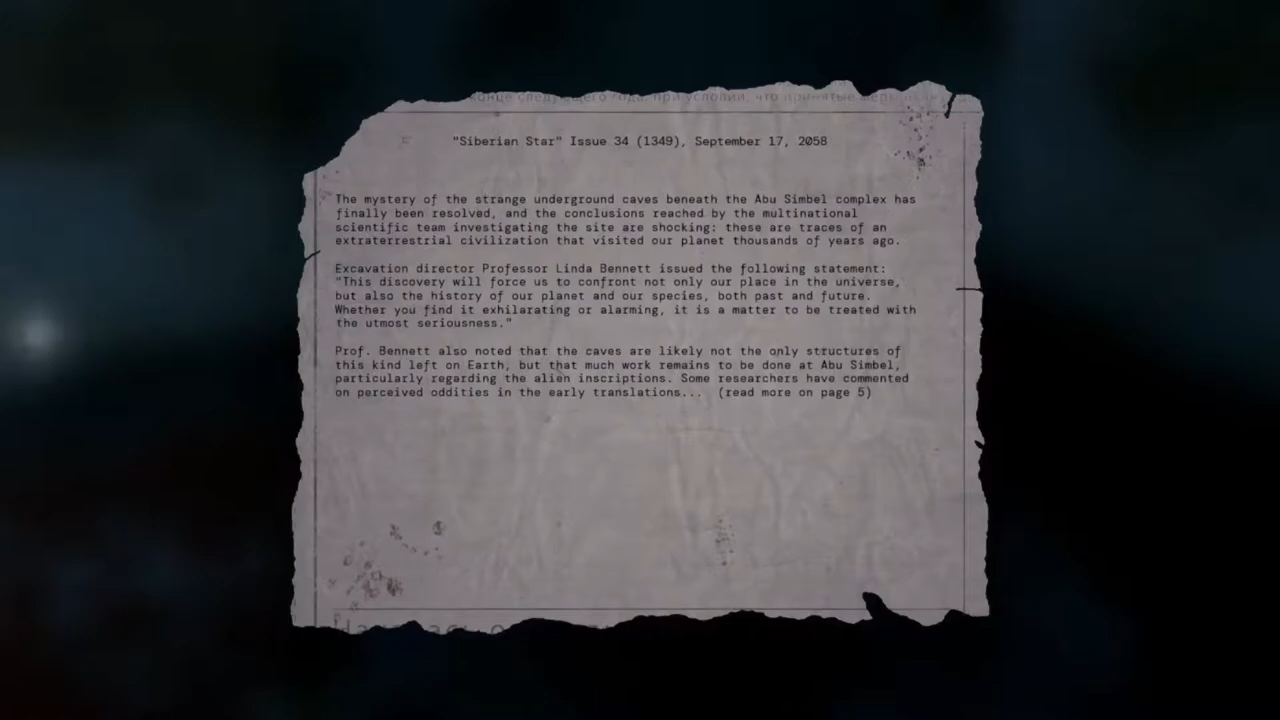 конце следующего года, при условии, что принятые
"Siberian Star" Issue 34 (1349), September 17, 2058
The mystery of the strange underground caves beneath the Abu Simbel complex has
finally been resolved, and the conclusions reached by the multinational
scientific team investigating the site are shocking: these are traces of an
extraterrestrial civilization that visited our planet thousands of years ago.
Excavation director Professor Linda Bennett issued the following statement:
"This discovery will force us to confront not only our place in the universe,
but also the history of our planet and our species, both past and future.
Whether you find it exhilarating or alarming, it is a matter to be treated with
the utmost seriousness."
Prof. Bennett also noted that the caves are likely not the only structures of
this kind left on Earth, but that much work remains to be done at Abu Simbel,
particularly regarding the alien inscriptions. Some researchers have commented
on perceived oddities in the early translations... (read more on page 5)